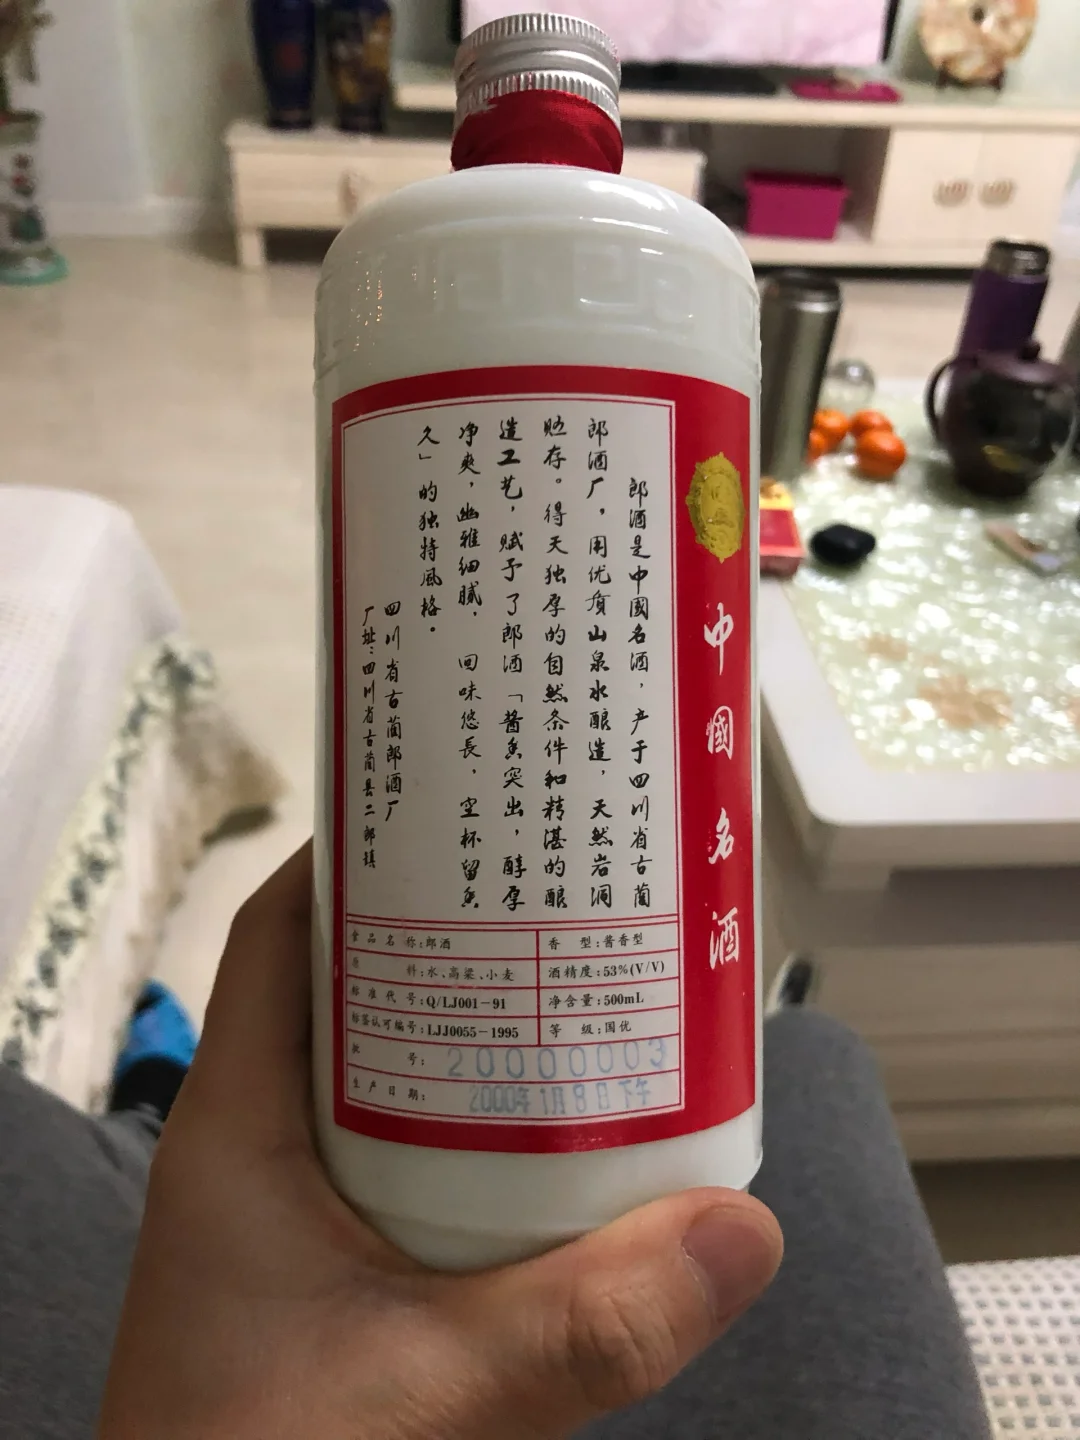 中國名酒
郎酒是中國名酒，产于四川省古蔺
郎酒厂。用优质山泉水酿造，天然岩洞
贮存。得天独厚的自然条件和精湛的酿
造工艺，赋予了郎酒「酱香突出，醇厚
净爽，幽雅细腻，回味悠長，空杯留香
久」的独特風格。
四川省古蔺郎酒厂
厂址：四川省古蔺县二郎镇
食品名称:郎酒
香型:酱香型
原料:水、高粱、小麦
酒精度:53%(V/V)
标准代号:Q/LJ001-91
净含量:500mL
标签认可编号:LJJ0055-1995
等级:国优
批号: 20000003
生产日期: 2000年1月8日下午